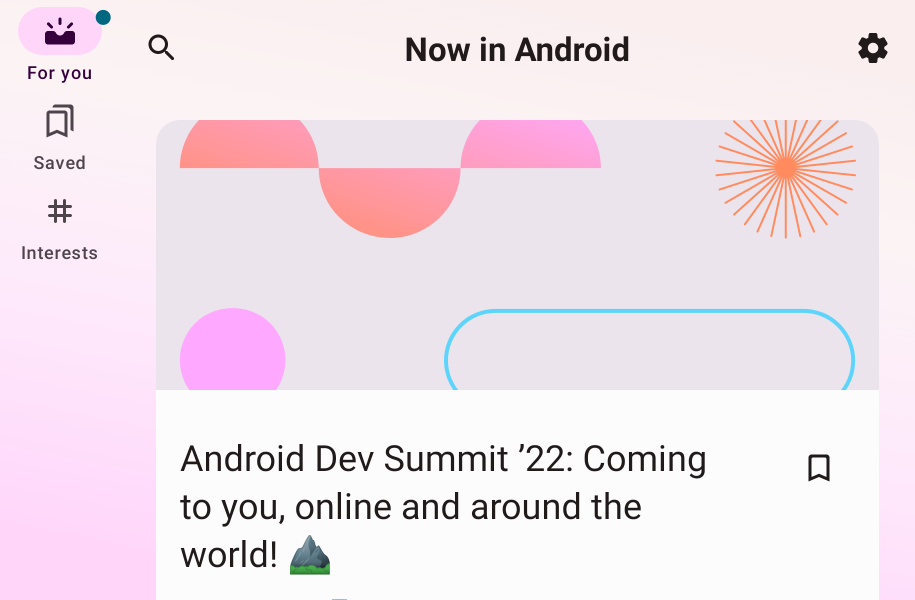 Now in Android
For you
Saved
Interests
Android Dev Summit ’22: Coming
to you, online and around the
world! ⛰️